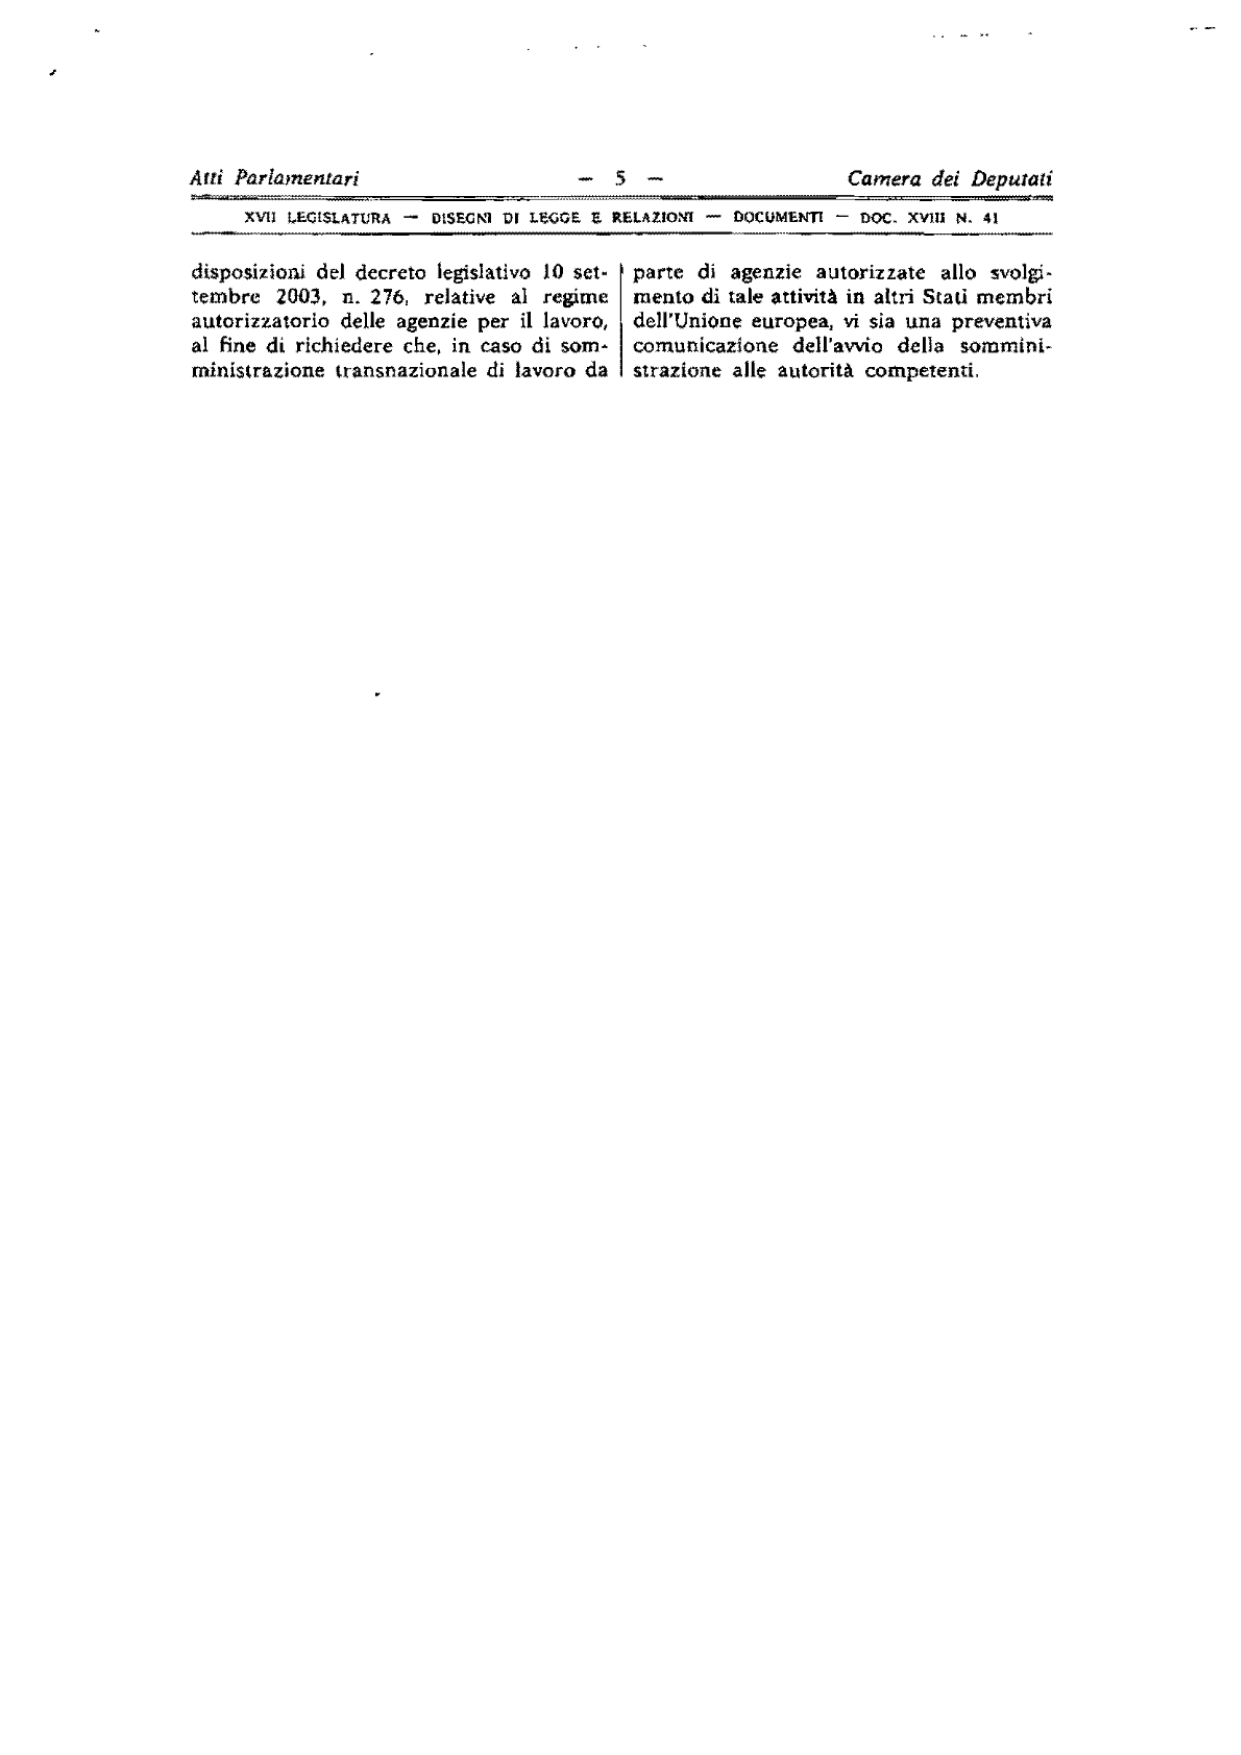 Atti Parlamentari — 5 — Camera dei Deputati
XVII LEGISLATURA — DISEGNI DI LEGGE E RELAZIONI — DOCUMENTI — DOC. XVIII N. 41
disposizioni del decreto legislativo 10 set-
tembre 2003, n. 276, relative al regime
autorizzatorio delle agenzie per il lavoro,
al fine di richiedere che, in caso di som-
ministrazione transnazionale di lavoro da
parte di agenzie autorizzate allo svolgi-
mento di tale attività in altri Stati membri
dell'Unione europea, vi sia una preventiva
comunicazione dell'avvio della sommini-
strazione alle autorità competenti.